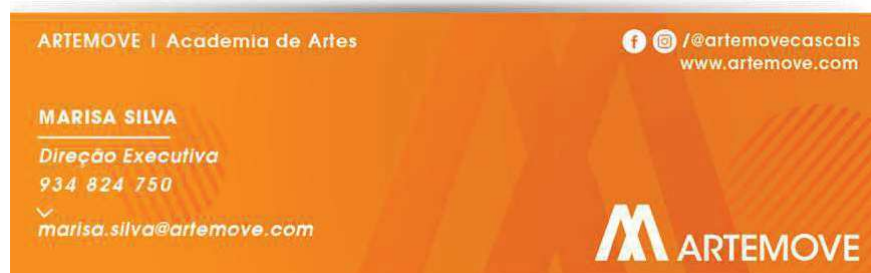 ARTEMOVE | Academia de Artes
/@artemovecascais
www.artemove.com
MARISA SILVA
Direção Executiva
934 824 750
marisa.silva@artemove.com
ARTEMOVE